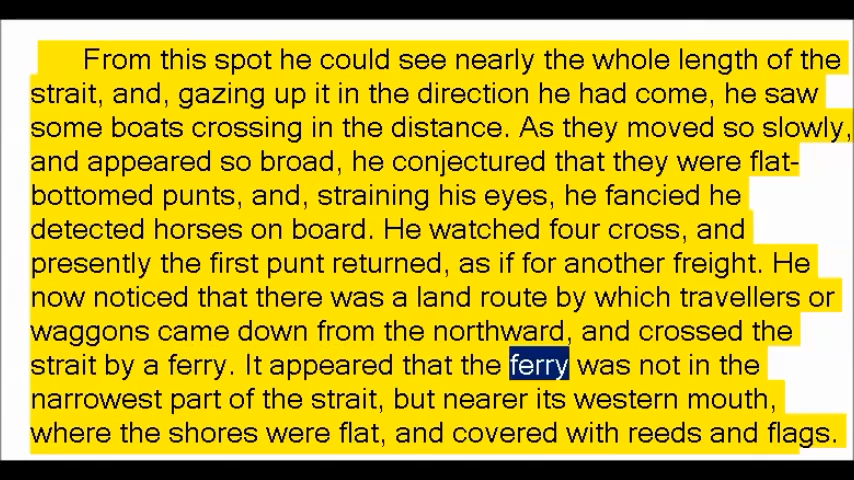 From this spot he could see nearly the whole length of the
strait, and, gazing up it in the direction he had come, he saw
some boats crossing in the distance. As they moved so slowly,
and appeared so broad, he conjectured that they were flat-
bottomed punts, and, straining his eyes, he fancied he
detected horses on board. He watched four cross, and
presently the first punt returned, as if for another freight. He
now noticed that there was a land route by which travellers or
waggons came down from the northward, and crossed the
strait by a ferry. It appeared that the ferry was not in the
narrowest part of the strait, but nearer its western mouth,
where the shores were flat, and covered with reeds and flags.